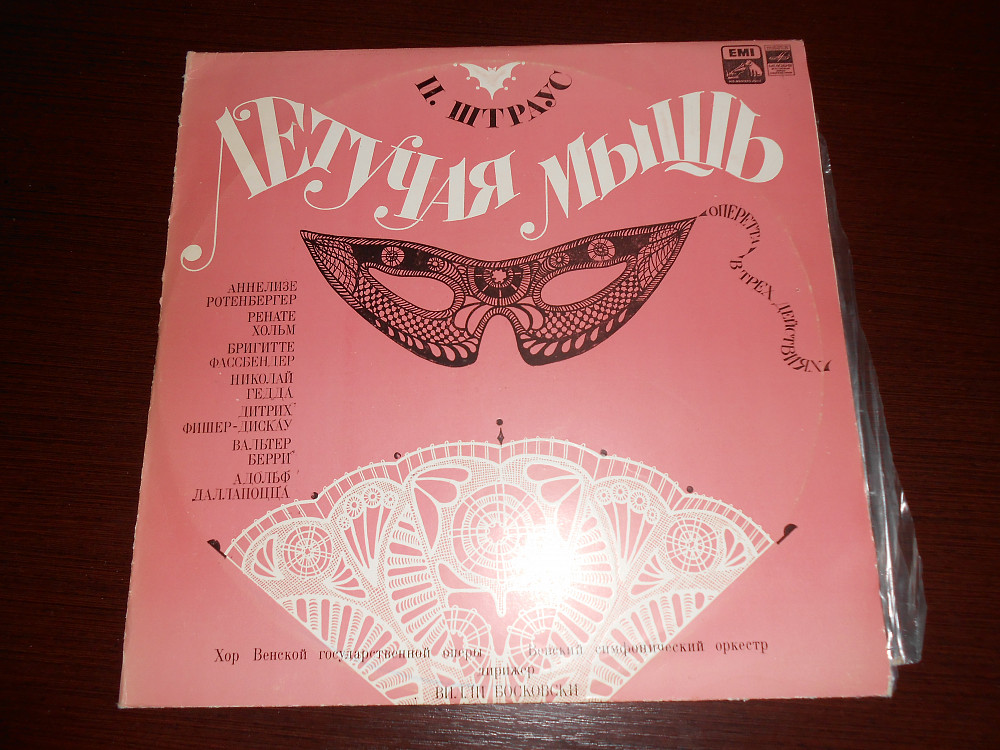 EMI
И. ШТРАУС
ЛЕТУЧАЯ МЫШЬ
ОПЕРЕТТА В ТРЕХ ДЕЙСТВИЯХ
АННЕЛИЗЕ
РОТЕНБЕРГЕР
РЕНАТЕ
ХОЛЬМ
БРИГИТТЕ
ФАССБЕНДЕР
НИКОЛАЙ
ГЕДДА
ДИТРИХ
ФИШЕР-ДИСКАУ
ВАЛЬТЕР
БЕРРИ
АДОЛЬФ
ДАЛЛАПОЦЦА
Хор Венской государственной оперы Венский симфонический оркестр
дирижер
ВИЛЛИ БОСКОВСКИ